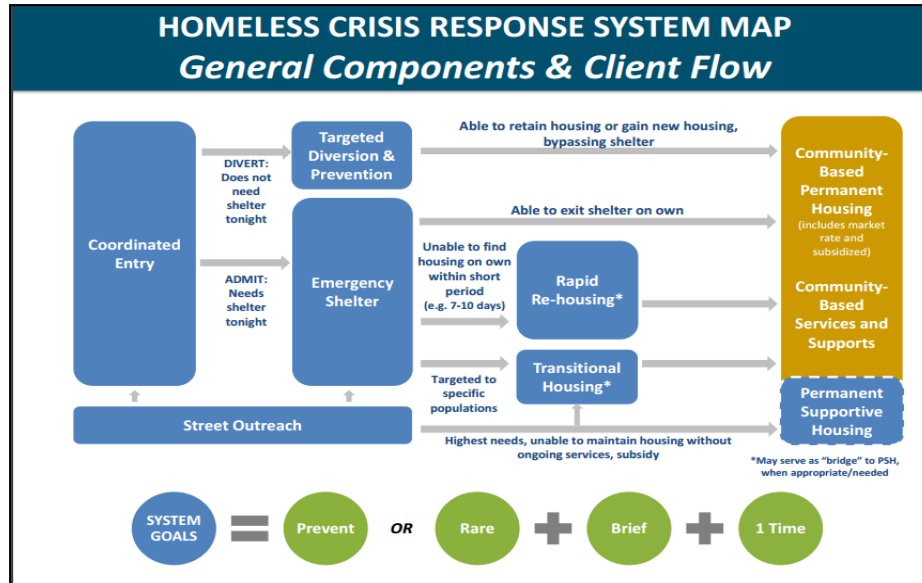 HOMELESS CRISIS RESPONSE SYSTEM MAP
General Components & Client Flow
Coordinated
Entry
DIVERT:
Does not
need
shelter
tonight
ADMIT:
Needs
shelter
tonight
Targeted
Diversion &
Prevention
Emergency
Shelter
Able to retain housing or gain new housing,
bypassing shelter
Able to exit shelter on own
Unable to find
housing on own
within short
period
(e.g. 7-10 days)
Rapid
Re-housing*
Targeted to
specific
populations
Transitional
Housing*
Community-
Based
Permanent
Housing
(includes market
rate and
subsidized)
Community-
Based
Services and
Supports
Permanent
Supportive
Housing
Street Outreach
Highest needs, unable to maintain housing without
ongoing services, subsidy
*May serve as “bridge” to PSH,
when appropriate/needed
SYSTEM
GOALS
=
Prevent
OR
Rare
+
Brief
+
1 Time